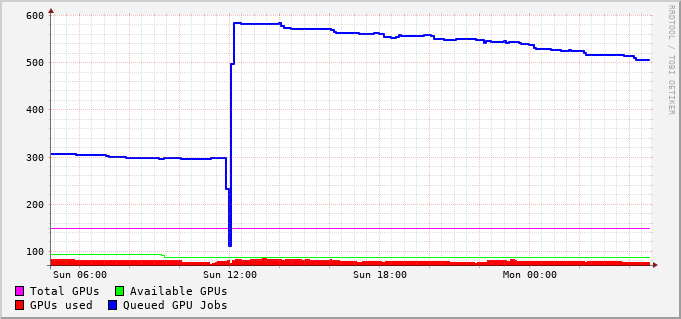 600
500
400
300
200
100
Sun 06:00 Sun 12:00 Sun 18:00 Mon 00:00
Total GPUs Available GPUs
GPUs used Queued GPU Jobs
RRDTOOL / TOBI OETIKER